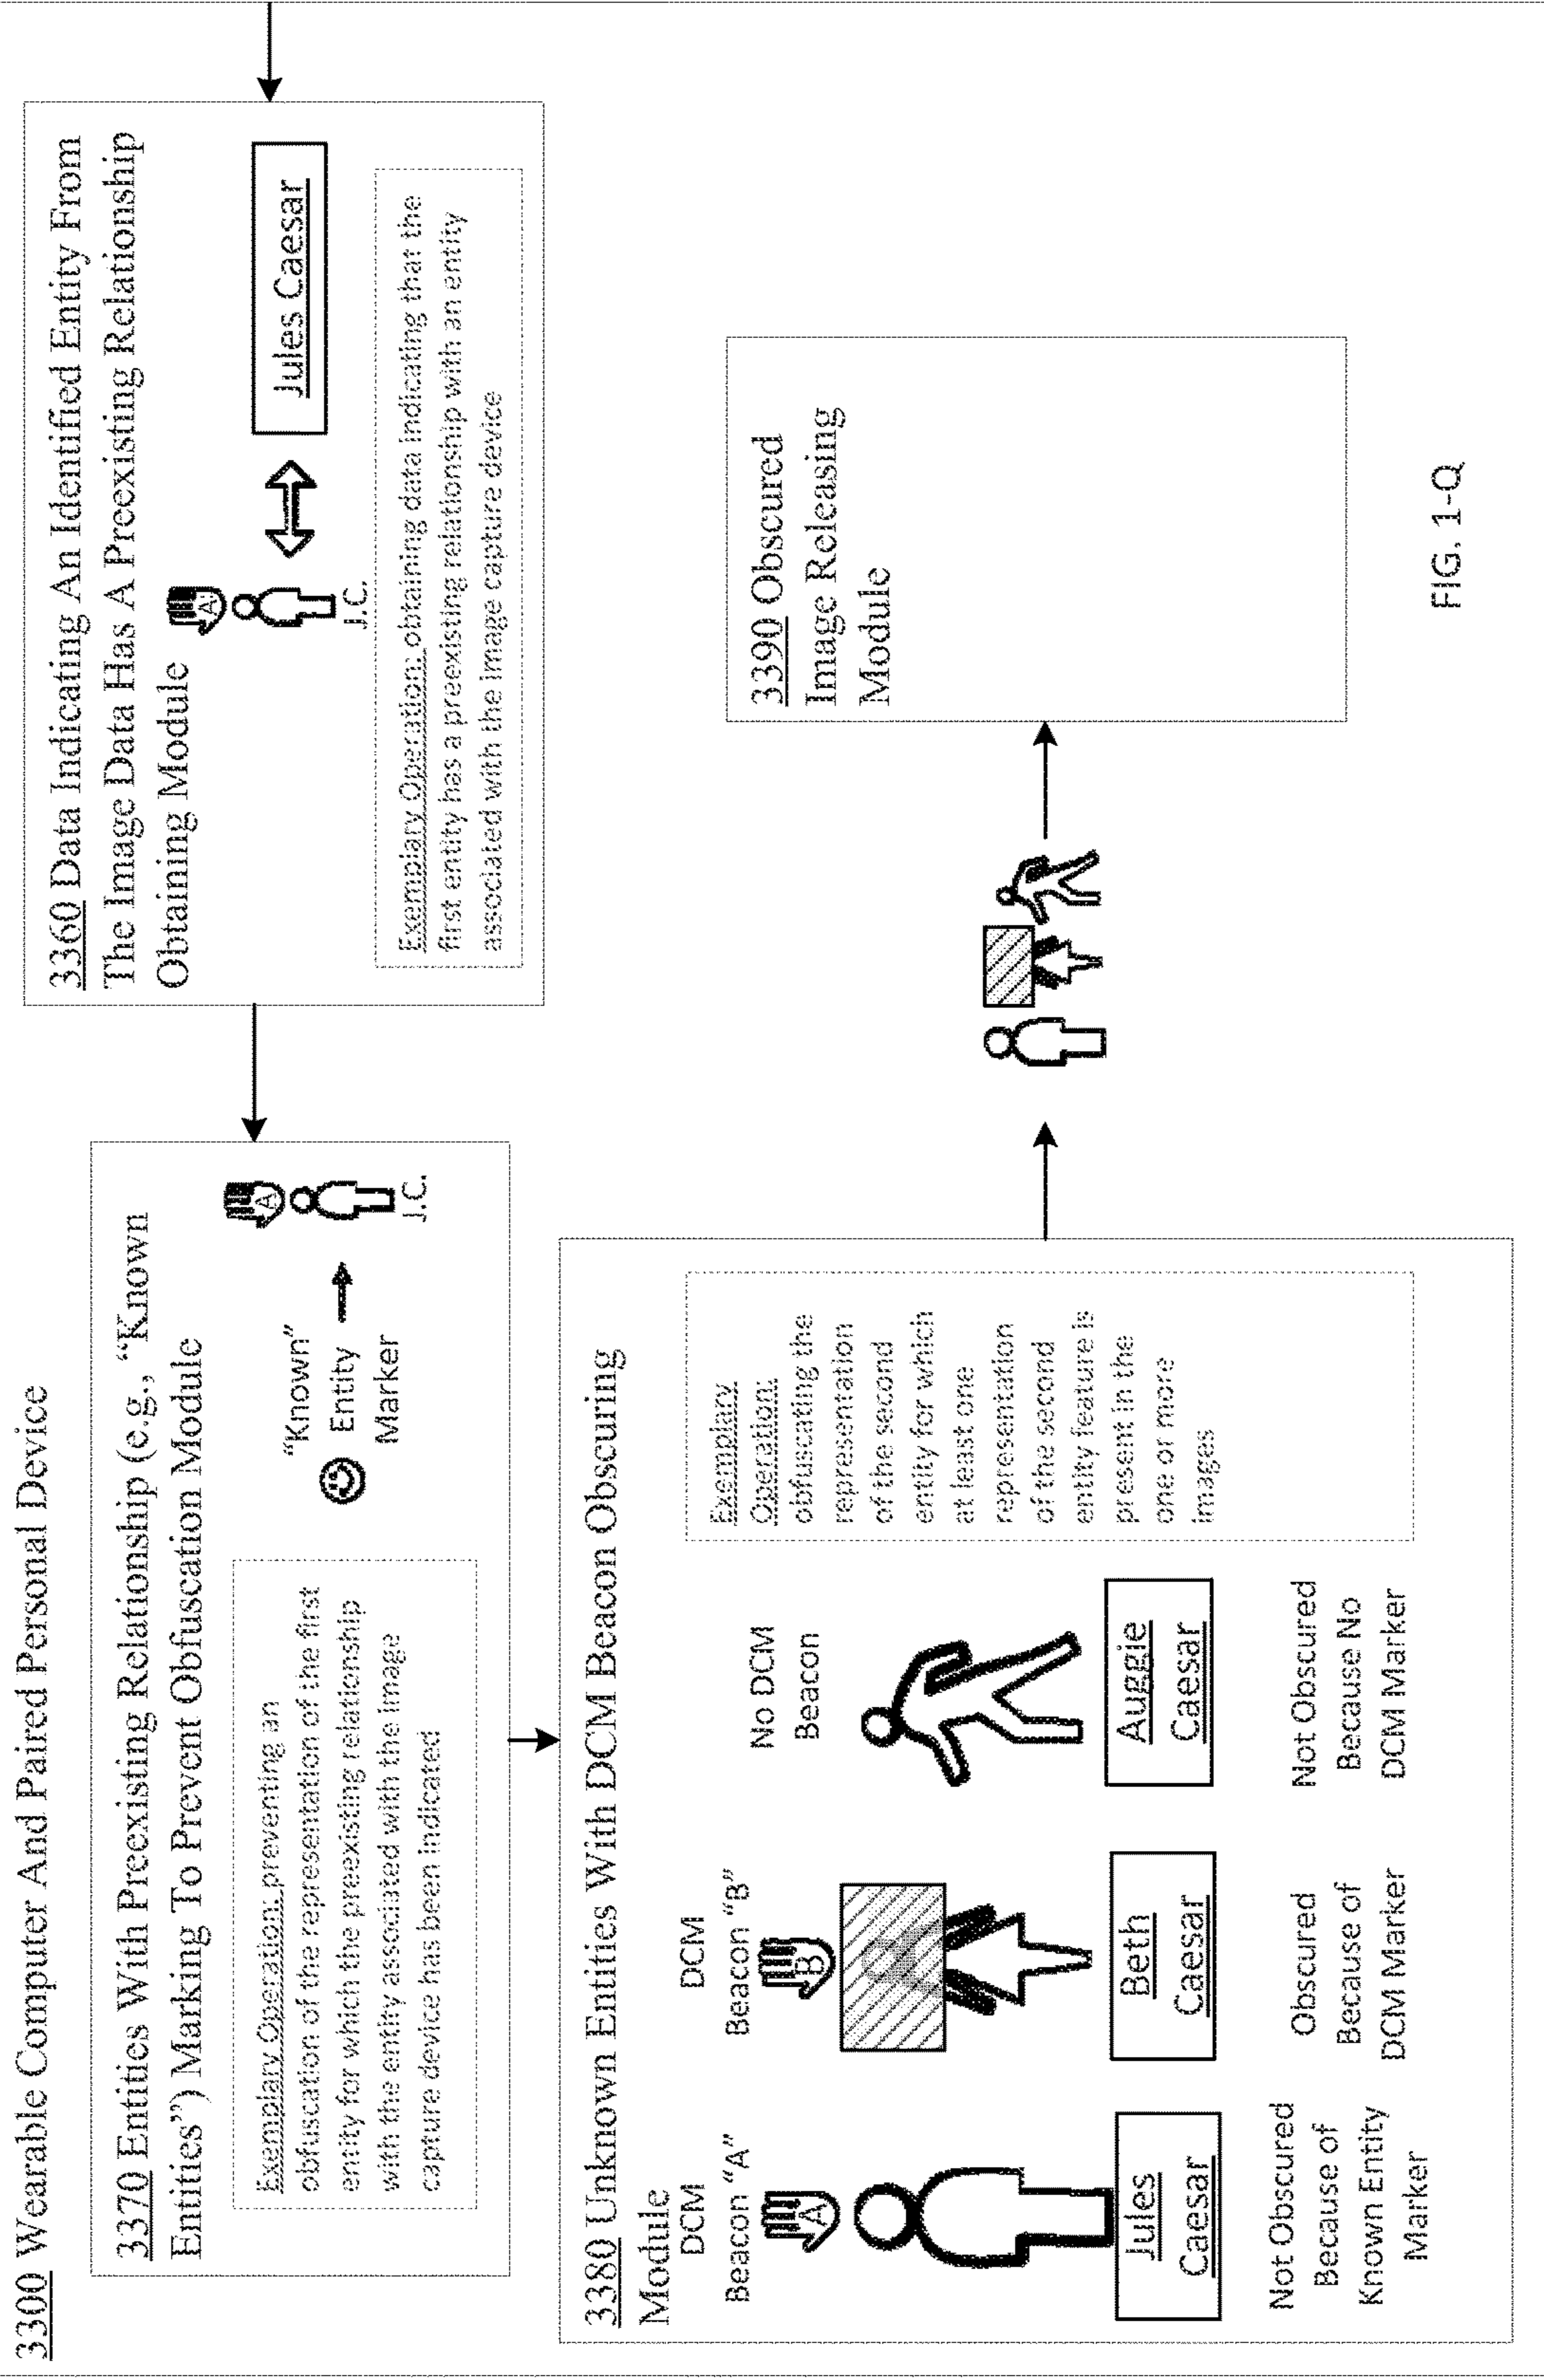 3300 Wearable Computer And Paired Personal Device
3370 Entities With Preexisting Relationship (e.g., “Known
Entities”) Marking To Prevent Obfuscation Module
Exemplary Operation: preventing an
obfuscation of the representation of the first
entity for which the preexisting relationship
with the entity associated with the image
capture device has been indicated
“Known”
Entity
Marker
A
J.C.
3360 Data Indicating An Identified Entity From
The Image Data Has A Preexisting Relationship
Obtaining Module
A
J.C.
Jules Caesar
Exemplary Operation: obtaining data indicating that the
first entity has a preexisting relationship with an entity
associated with the image capture device
3380 Unknown Entities With DCM Beacon Obscuring
Module
DCM
Beacon “A”
A
Jules
Caesar
Not Obscured
Because of
Known Entity
Marker
DCM
Beacon “B”
B
Beth
Caesar
Obscured
Because of
DCM Marker
No DCM
Beacon
Auggie
Caesar
Not Obscured
Because No
DCM Marker
Exemplary
Operation:
obfuscating the
representation
of the second
entity for which
at least one
representation
of the second
entity feature is
present in the
one or more
images
3390 Obscured
Image Releasing
Module
FIG. 1-Q